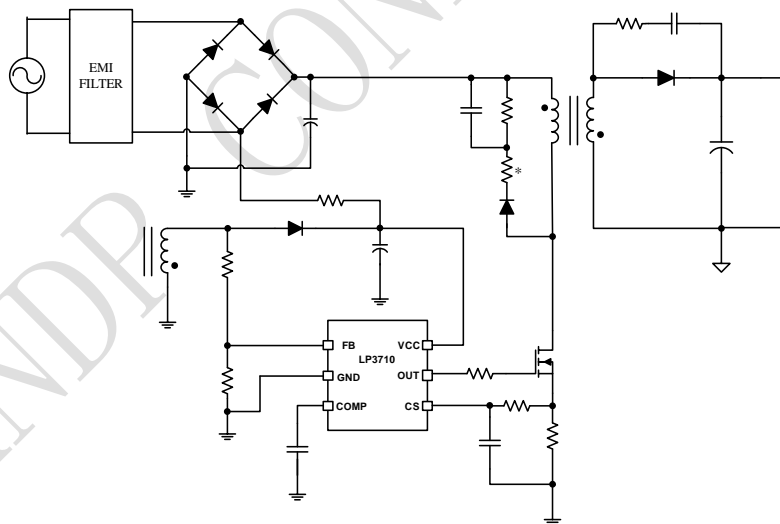 EMI
FILTER
*
FB
VCC
LP3710
GND
OUT
COMP
CS